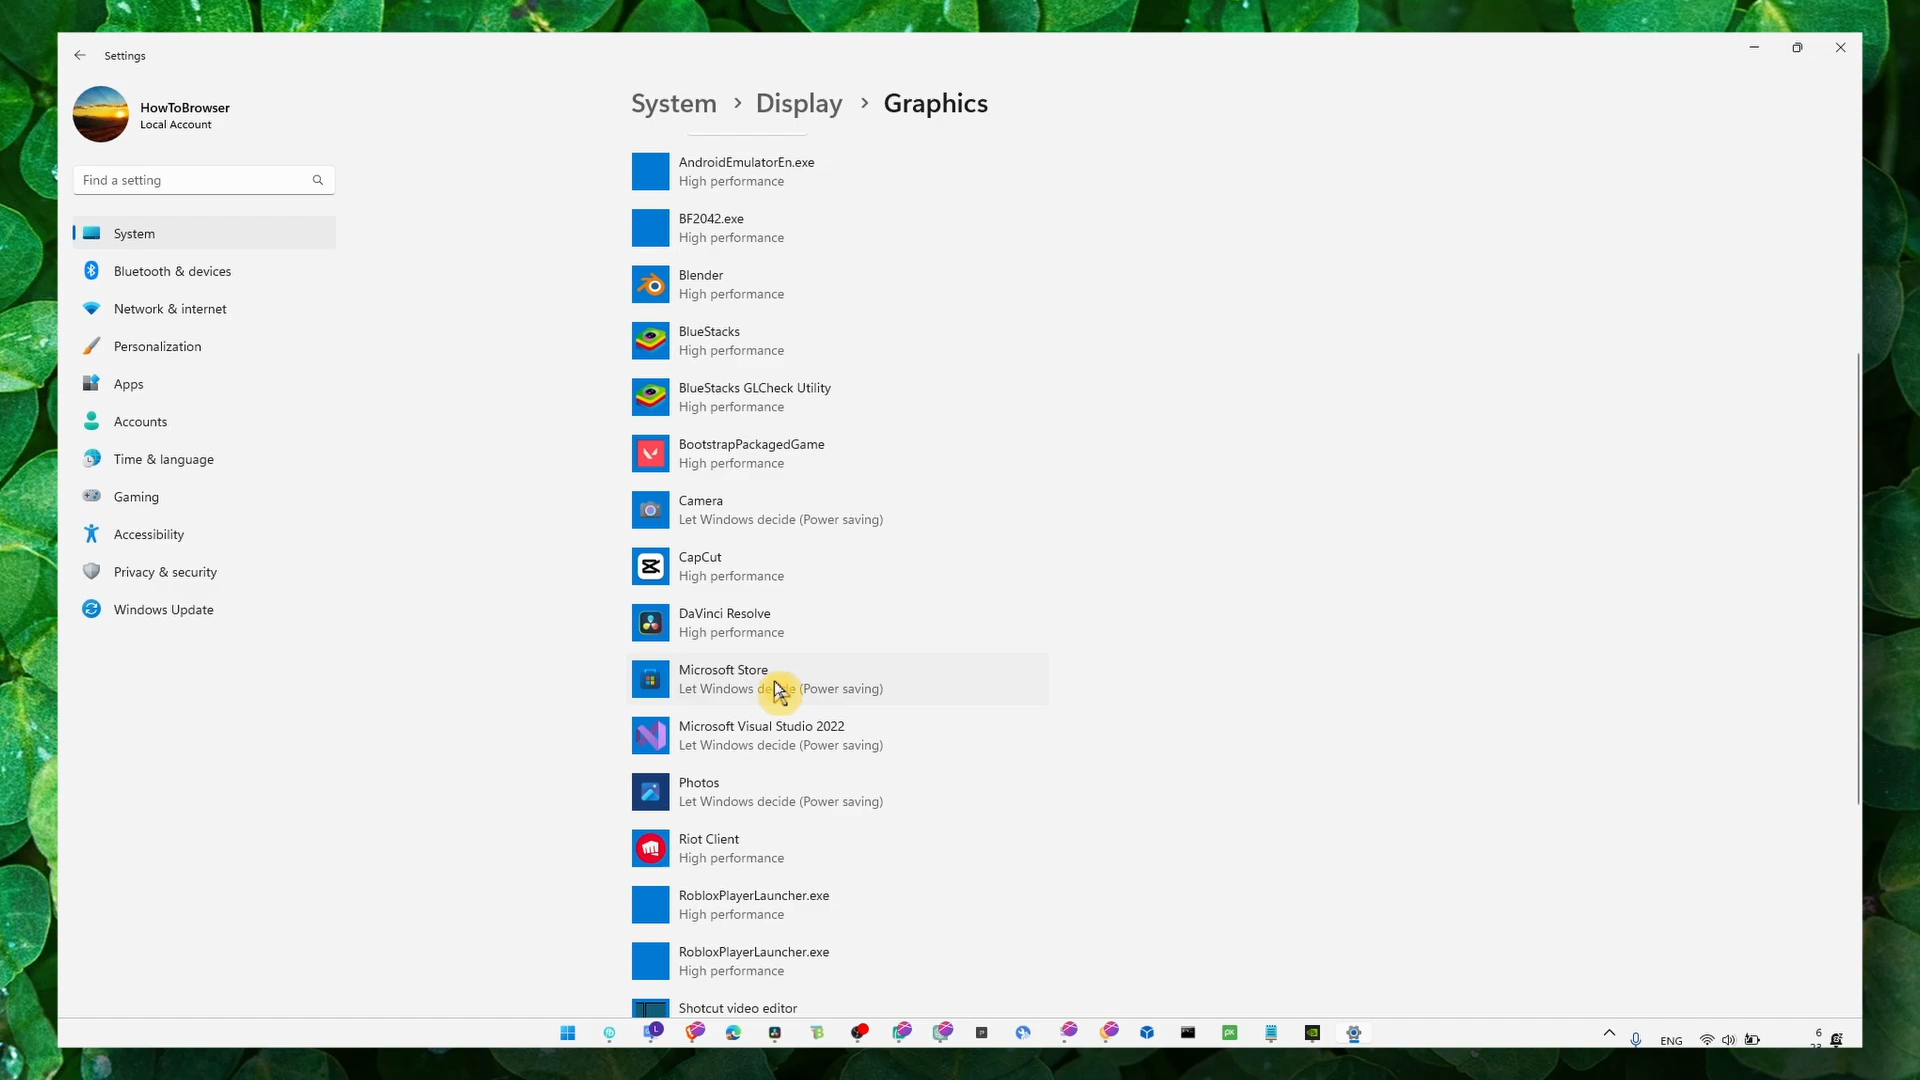 Settings
HowToBrowser
Local Account
Find a setting
System
Bluetooth & devices
Network & internet
Personalization
Apps
Accounts
Time & language
Gaming
Accessibility
Privacy & security
Windows Update
System > Display > Graphics
AndroidEmulatorEn.exe
High performance
BF2042.exe
High performance
Blender
High performance
BlueStacks
High performance
BlueStacks GLCheck Utility
High performance
BootstrapPackagedGame
High performance
Camera
Let Windows decide (Power saving)
CapCut
High performance
DaVinci Resolve
High performance
Microsoft Store
Let Windows decide (Power saving)
Microsoft Visual Studio 2022
Let Windows decide (Power saving)
Photos
Let Windows decide (Power saving)
Riot Client
High performance
RobloxPlayerLauncher.exe
High performance
RobloxPlayerLauncher.exe
High performance
Shotcut video editor
ENG
6